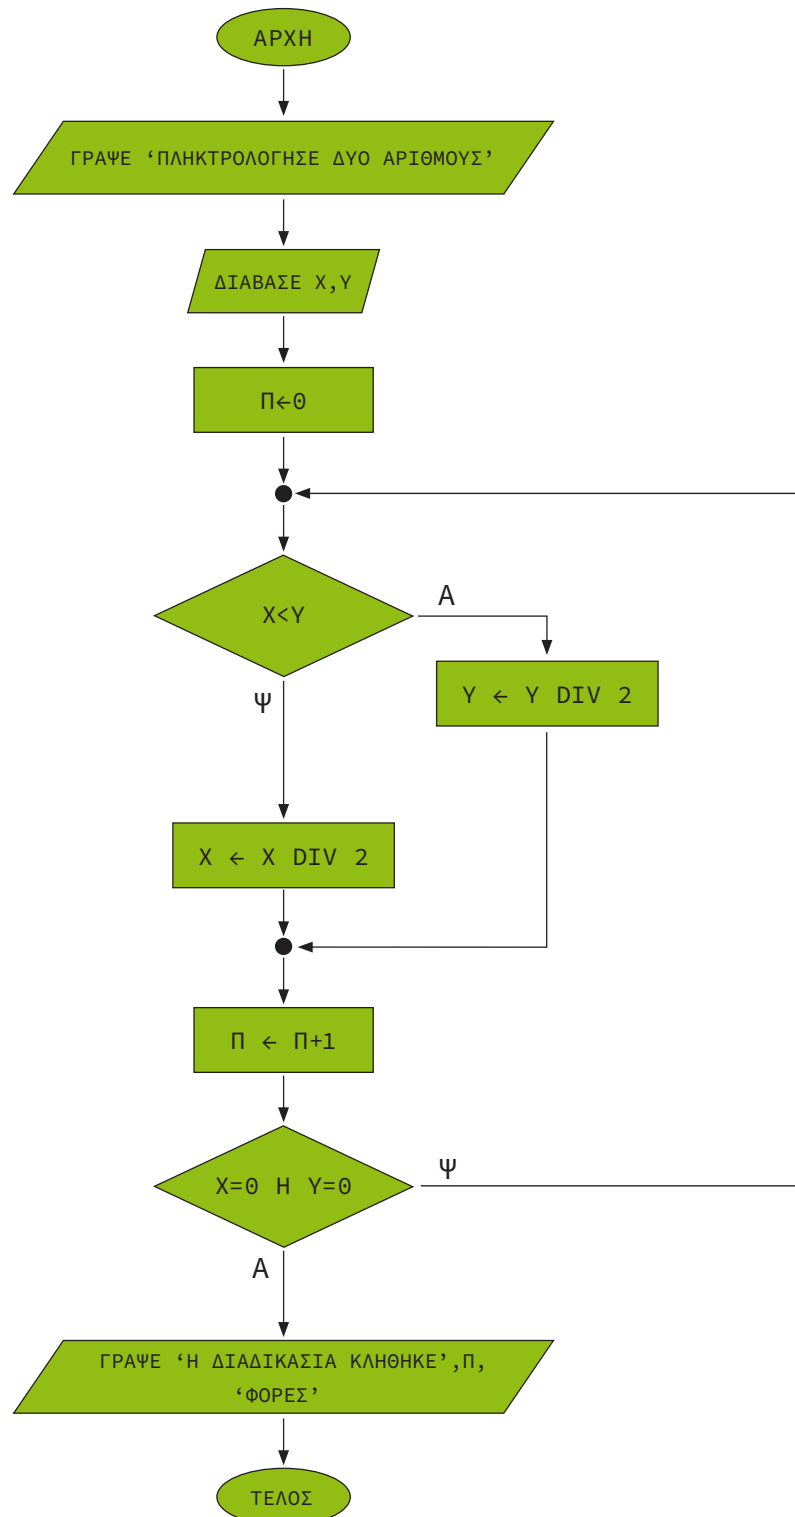 ΑΡΧΗ
ΓΡΑΨΕ ‘ΠΛΗΚΤΡΟΛΟΓΗΣΕ ΔΥΟ ΑΡΙΘΜΟΥΣ’
ΔΙΑΒΑΣΕ Χ,Υ
Π←0
Χ<Υ
Α
Υ ← Υ DIV 2
Ψ
Χ ← Χ DIV 2
Π ← Π+1
Χ=0 Η Υ=0
Ψ
Α
ΓΡΑΨΕ ‘Η ΔΙΑΔΙΚΑΣΙΑ ΚΛΗΘΗΚΕ’,Π,
‘ΦΟΡΕΣ’
ΤΕΛΟΣ